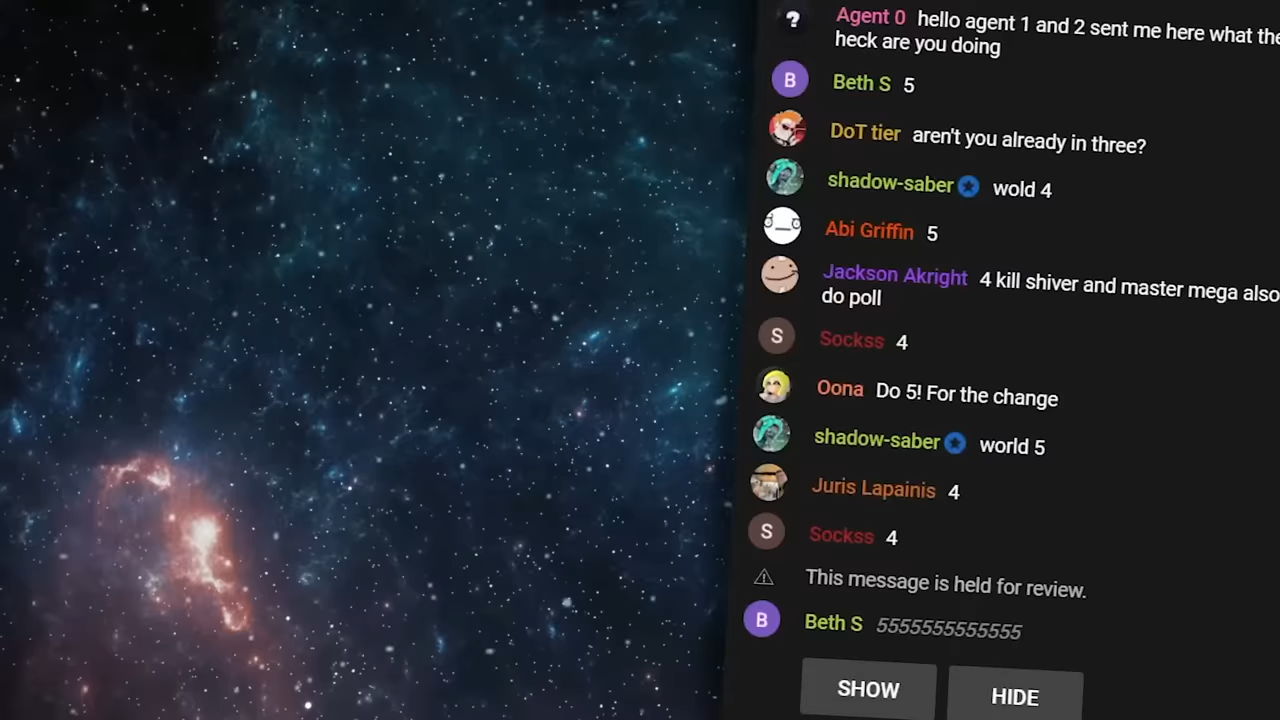 ?
Agent 0 hello agent 1 and 2 sent me here what the
heck are you doing
B Beth S 5
DoT tier aren't you already in three?
shadow-saber wold 4
Abi Griffin 5
Jackson Akright 4 kill shiver and master mega also
do poll
S Sockss 4
Oona Do 5! For the change
shadow-saber world 5
Juris Lapainis 4
S Sockss 4
This message is held for review.
B Beth S 5555555555555
SHOW HIDE